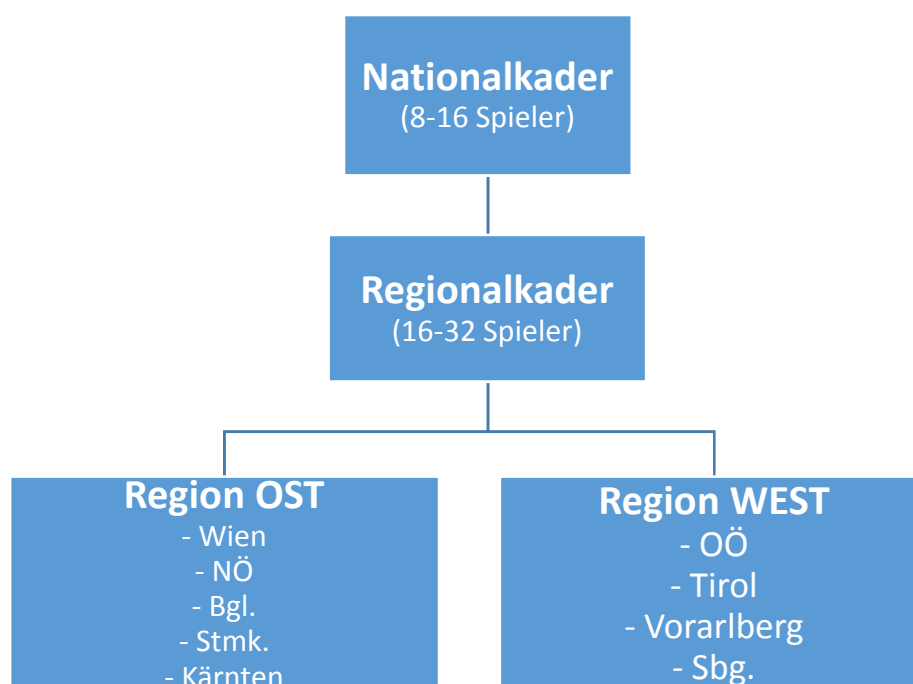 Nationalkader
(8-16 Spieler)
Regionalkader
(16-32 Spieler)
Region OST
- Wien
- NÖ
- Bgl.
- Stmk.
- Kärnten
Region WEST
- OÖ
- Tirol
- Vorarlberg
- Sbg.